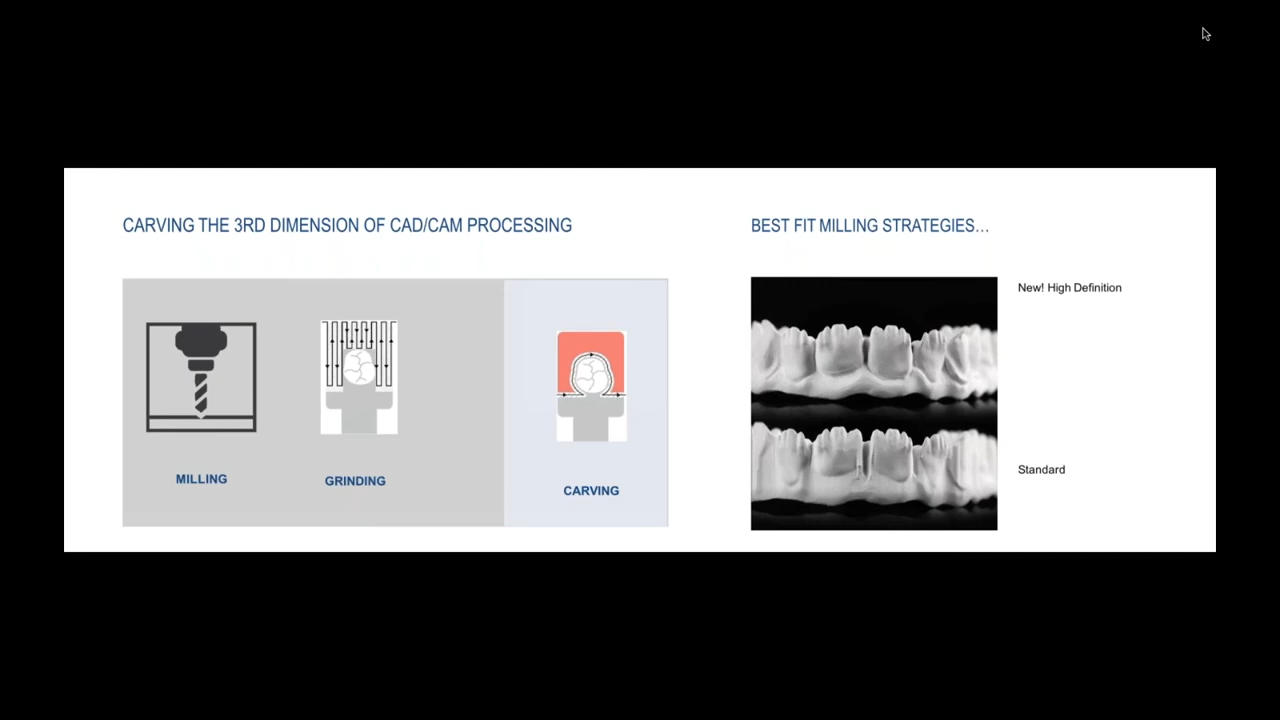 CARVING THE 3RD DIMENSION OF CAD/CAM PROCESSING
MILLING
GRINDING
CARVING
BEST FIT MILLING STRATEGIES...
New! High Definition
Standard